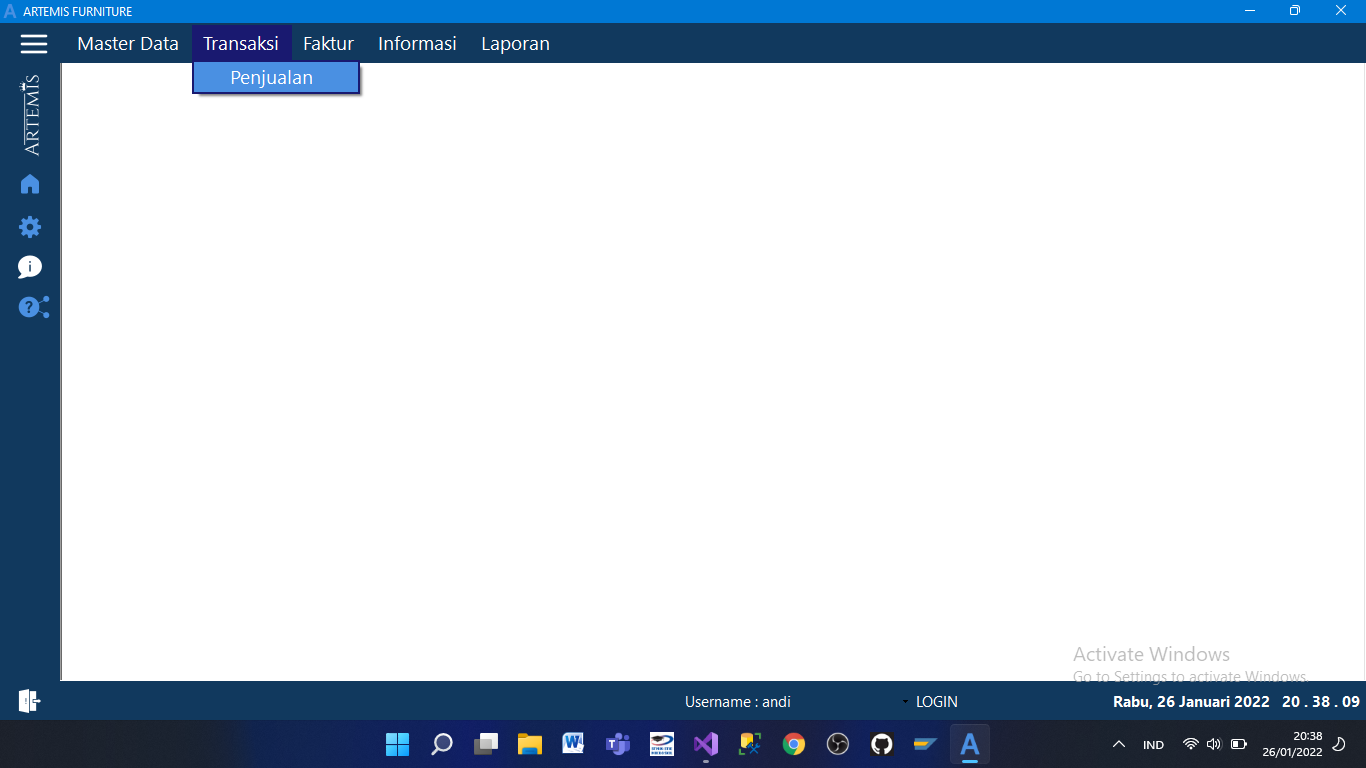 ARTEMIS FURNITURE
Master Data Transaksi Faktur Informasi Laporan
Penjualan
ARTEMIS
Activate Windows
Go to Settings to activate Windows.
Username : andi LOGIN Rabu, 26 Januari 2022 20 . 38 . 09
IND 20:38
26/01/2022